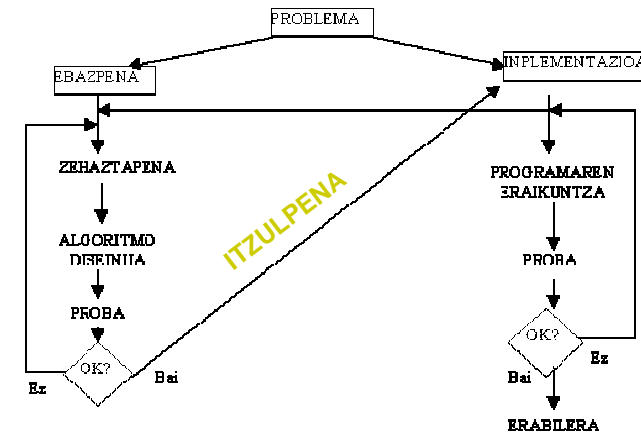 PROBLEMA
EBAZPENA
INPLEMENTAZIOA
ZEHAZTAPENA
PROGRAMAREN
ERAIKUNTZA
ITZULPENA
ALGORITMO
DISEINUA
PROBA
PROBA
OK?
OK?
Ez
Bai
Bai
Ez
ERABILERA